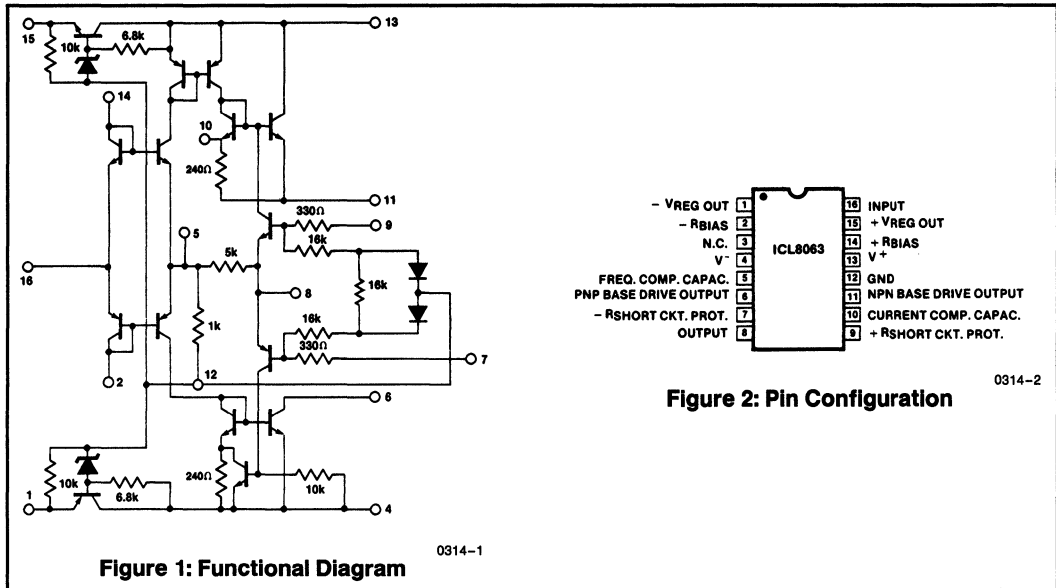 15
10k
6.8k
13
14
10
240Ω
11
330Ω
9
16k
5
5k
16k
16
8
1k
16k
330Ω
7
2
12
6
10k
240Ω
10k
1
6.8k
4
0314-1
Figure 1: Functional Diagram
- VREG OUT 1
- RBIAS 2
N.C. 3
V- 4
FREQ. COMP. CAPAC. 5
PNP BASE DRIVE OUTPUT 6
- RSHORT CKT. PROT. 7
OUTPUT 8
ICL8063
16 INPUT
15 + VREG OUT
14 + RBIAS
13 V+
12 GND
11 NPN BASE DRIVE OUTPUT
10 CURRENT COMP. CAPAC.
9 + RSHORT CKT. PROT.
0314-2
Figure 2: Pin Configuration